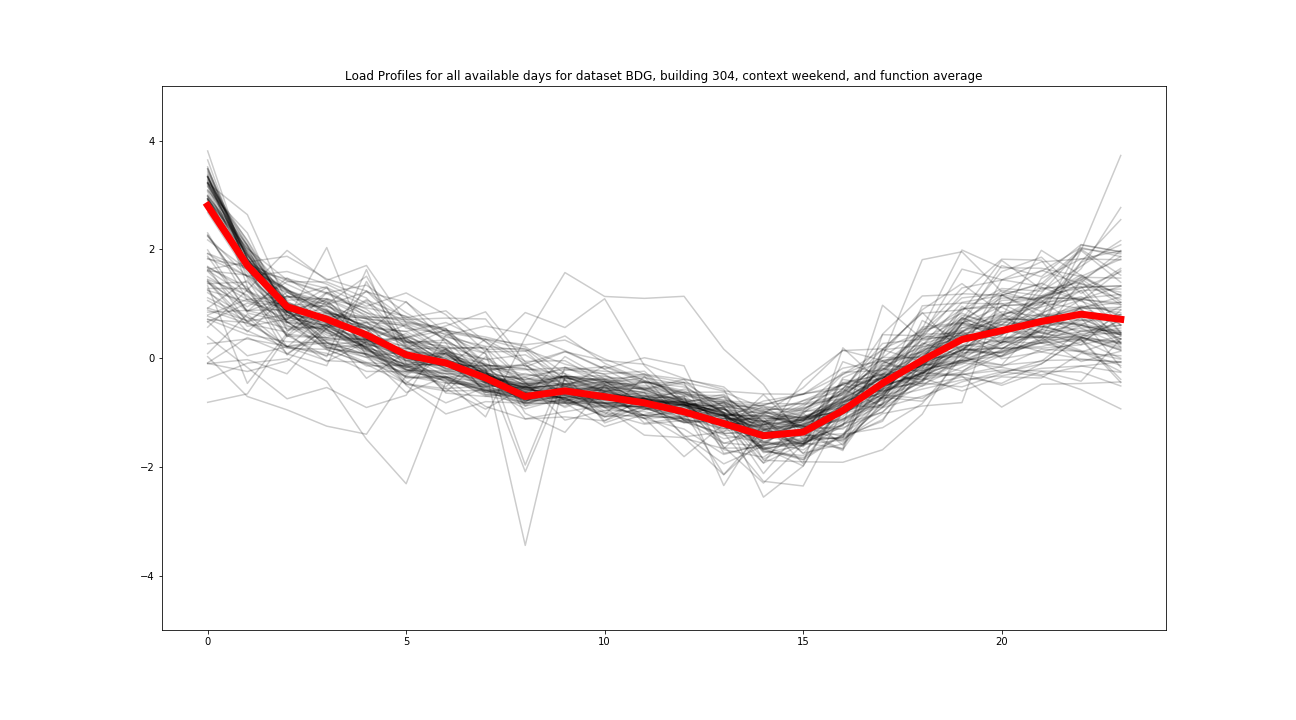 Load Profiles for all available days for dataset BDG, building 304, context weekend, and function average
4
2
0
−2
−4
0 5 10 15 20